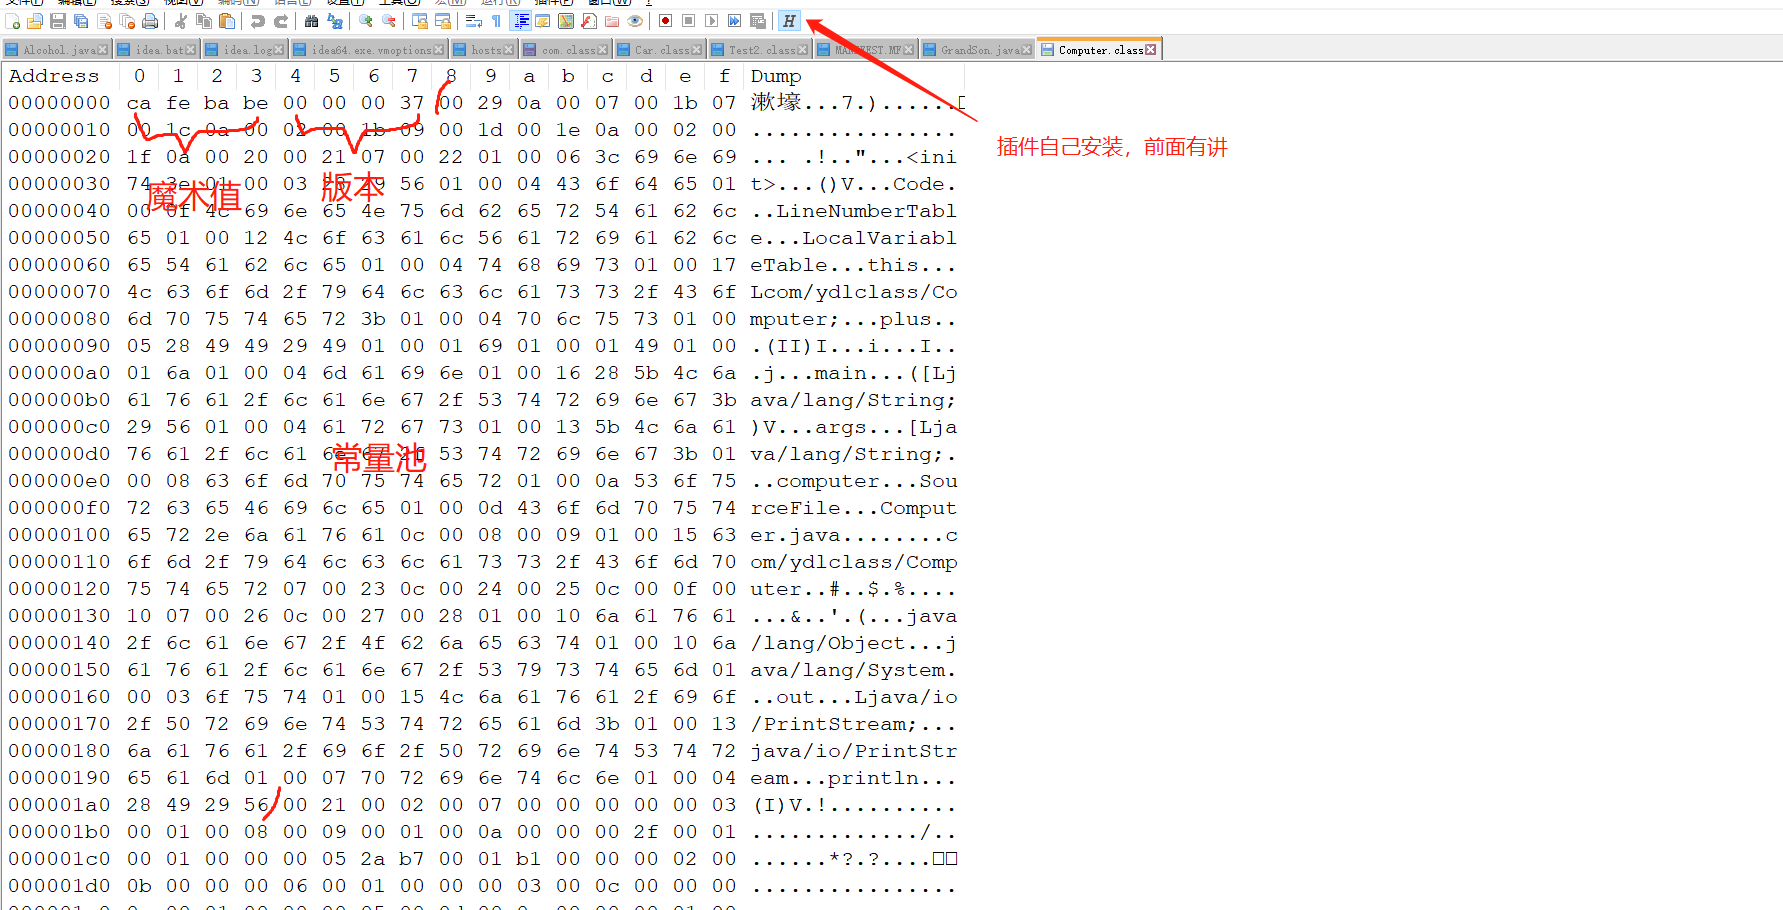 文件(F) 编辑(E) 搜索(S) 视图(V) 编码(N) 语言(L) 设置(T) 工具(O) 宏(M) 运行(R) 插件(P) 窗口(W) ?
H
Alcohol.java idea.bat idea.log idea64.exe.vmoptions hosts com.class Car.class Test2.class MANIFEST.MF GrandSon.java Computer.class
Address 0 1 2 3 4 5 6 7 8 9 a b c d e f Dump
00000000 ca fe ba be 00 00 00 37 00 29 0a 00 07 00 1b 07 漱壕...7.)......□
插件自己安装，前面有讲
00000010 00 1c 0a 00 02 00 1b 09 00 1d 00 1e 0a 00 02 00 ................
00000020 1f 0a 00 20 00 21 07 00 22 01 00 06 3c 69 6e 69 ... .!.."...<ini
魔术值 版本
00000030 74 3e 01 00 03 28 29 56 01 00 04 43 6f 64 65 01 t>...()V...Code.
00000040 00 0f 4c 69 6e 65 4e 75 6d 62 65 72 54 61 62 6c ..LineNumberTabl
00000050 65 01 00 12 4c 6f 63 61 6c 56 61 72 69 61 62 6c e...LocalVariabl
00000060 65 54 61 62 6c 65 01 00 04 74 68 69 73 01 00 17 eTable...this...
00000070 4c 63 6f 6d 2f 79 64 6c 63 6c 61 73 73 2f 43 6f Lcom/ydlclass/Co
00000080 6d 70 75 74 65 72 3b 01 00 04 70 6c 75 73 01 00 mputer;...plus..
00000090 05 28 49 49 29 49 01 00 01 69 01 00 01 49 01 00 .(II)I...i...I..
000000a0 01 6a 01 00 04 6d 61 69 6e 01 00 16 28 5b 4c 6a .j...main...([Lj
000000b0 61 76 61 2f 6c 61 6e 67 2f 53 74 72 69 6e 67 3b ava/lang/String;
000000c0 29 56 01 00 04 61 72 67 73 01 00 13 5b 4c 6a 61 )V...args...[Lja
000000d0 76 61 2f 6c 61 6e 67 2f 53 74 72 69 6e 67 3b 01 va/lang/String;.
常量池
000000e0 00 08 63 6f 6d 70 75 74 65 72 01 00 0a 53 6f 75 ..computer...Sou
000000f0 72 63 65 46 69 6c 65 01 00 0d 43 6f 6d 70 75 74 rceFile...Comput
00000100 65 72 2e 6a 61 76 61 0c 00 08 00 09 01 00 15 63 er.java........c
00000110 6f 6d 2f 79 64 6c 63 6c 61 73 73 2f 43 6f 6d 70 om/ydlclass/Comp
00000120 75 74 65 72 07 00 23 0c 00 24 00 25 0c 00 0f 00 uter..#..$.%....
00000130 10 07 00 26 0c 00 27 00 28 01 00 10 6a 61 76 61 ...&..'.(...java
00000140 2f 6c 61 6e 67 2f 4f 62 6a 65 63 74 01 00 10 6a /lang/Object...j
00000150 61 76 61 2f 6c 61 6e 67 2f 53 79 73 74 65 6d 01 ava/lang/System.
00000160 00 03 6f 75 74 01 00 15 4c 6a 61 76 61 2f 69 6f ..out...Ljava/io
00000170 2f 50 72 69 6e 74 53 74 72 65 61 6d 3b 01 00 13 /PrintStream;...
00000180 6a 61 76 61 2f 69 6f 2f 50 72 69 6e 74 53 74 72 java/io/PrintStr
00000190 65 61 6d 01 00 07 70 72 69 6e 74 6c 6e 01 00 04 eam...println...
000001a0 28 49 29 56 00 21 00 02 00 07 00 00 00 00 00 03 (I)V.!..........
000001b0 00 01 00 08 00 09 00 01 00 0a 00 00 00 2f 00 01 ............./..
000001c0 00 01 00 00 00 05 2a b7 00 01 b1 00 00 00 02 00 ......*?.?....□□
000001d0 0b 00 00 00 06 00 01 00 00 00 03 00 0c 00 00 00 ................